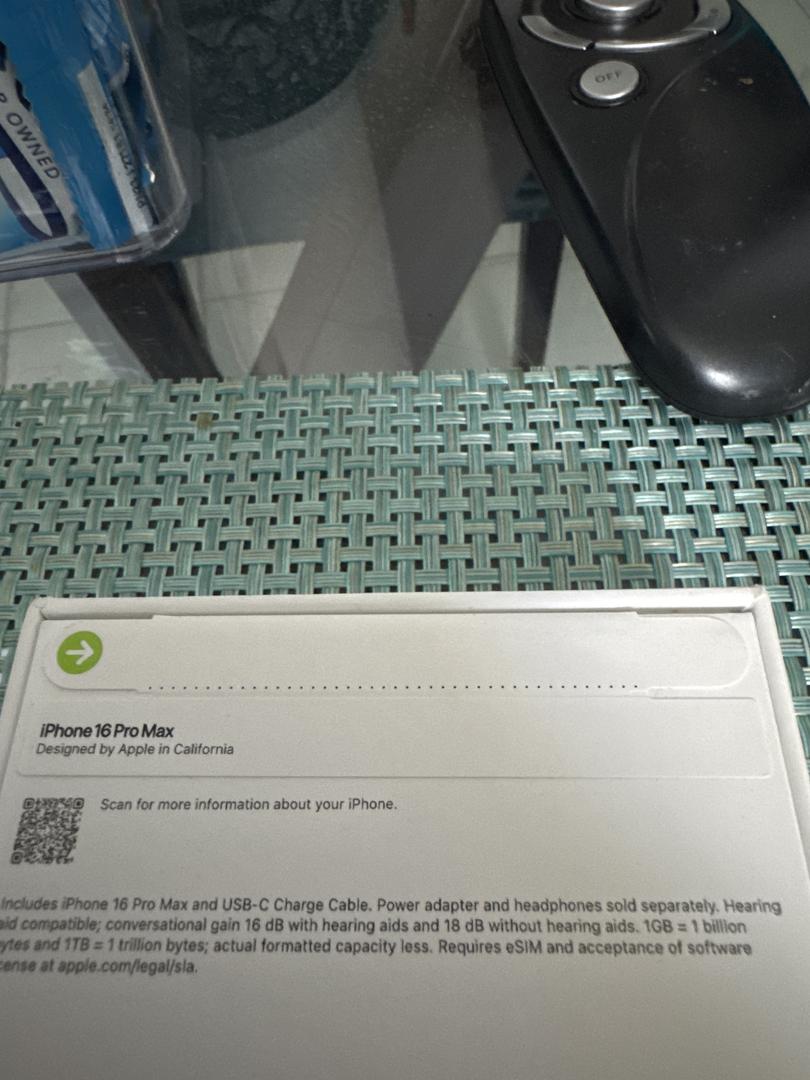 OWNED
OFF
iPhone 16 Pro Max
Designed by Apple in California
Scan for more information about your iPhone.
Includes iPhone 16 Pro Max and USB-C Charge Cable. Power adapter and headphones sold separately. Hearing
aid compatible; conversational gain 16 dB with hearing aids and 18 dB without hearing aids. 1GB = 1 billion
bytes and 1TB = 1 trillion bytes; actual formatted capacity less. Requires eSIM and acceptance of software
license at apple.com/legal/sla.